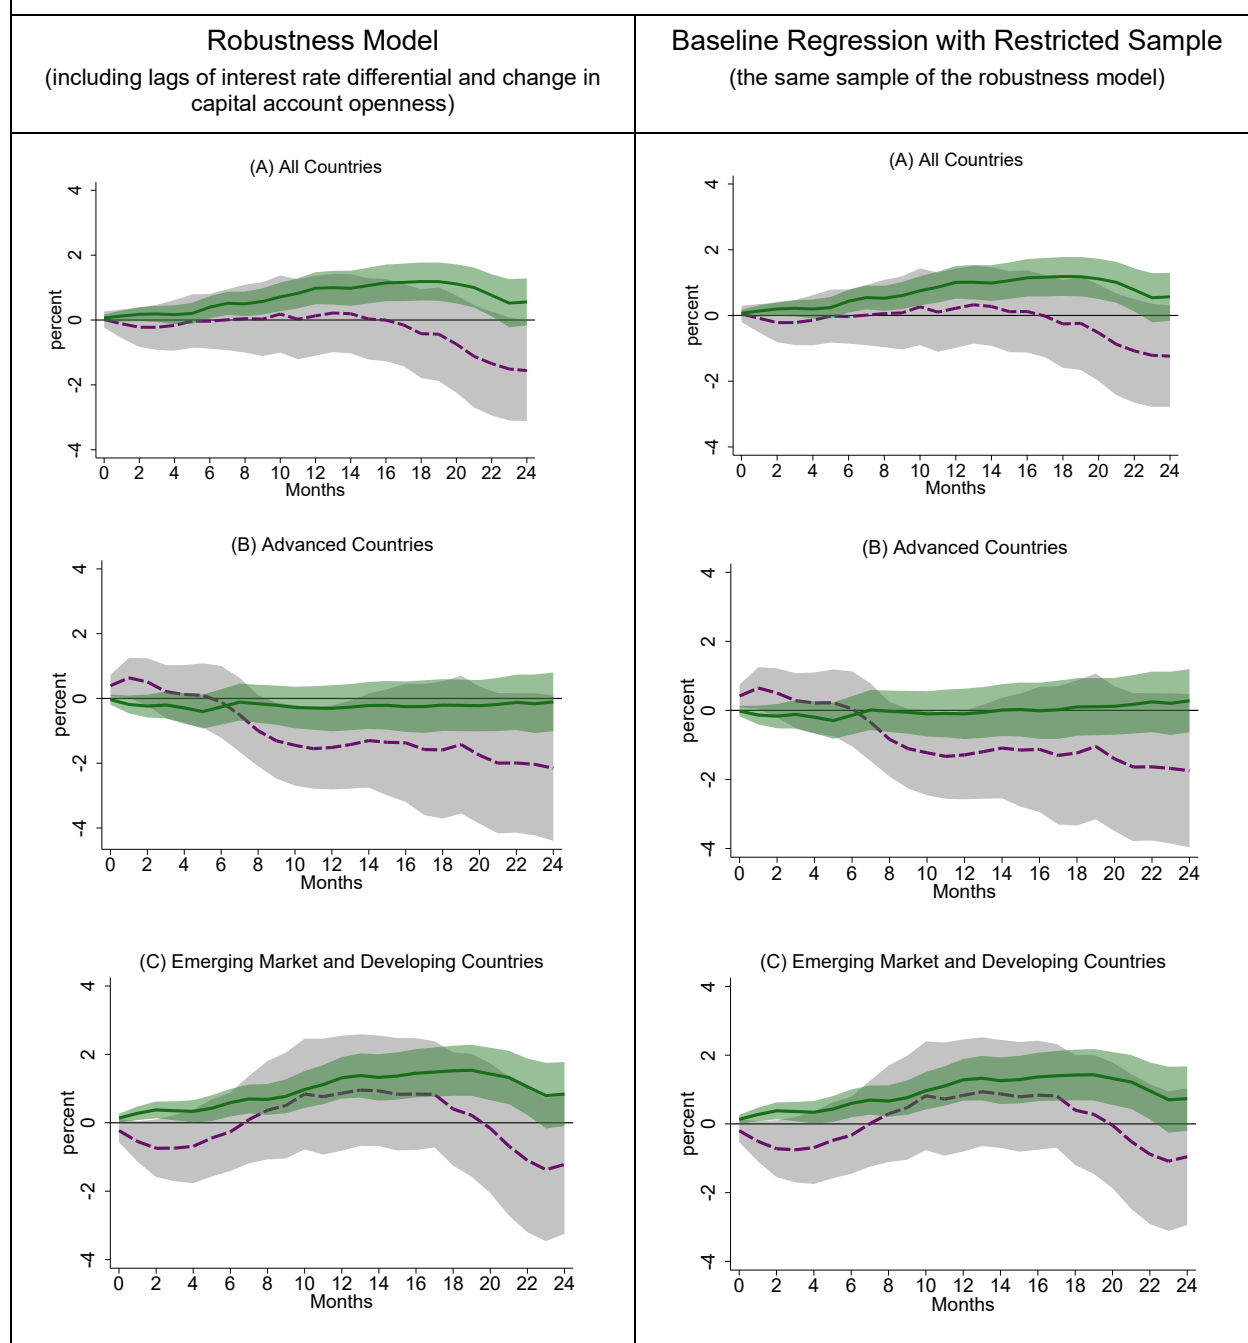 Robustness Model
(including lags of interest rate differential and change in
capital account openness)
Baseline Regression with Restricted Sample
(the same sample of the robustness model)
(A) All Countries
percent
4
2
0
-2
-4
0 2 4 6 8 10 12 14 16 18 20 22 24
Months
(A) All Countries
percent
4
2
0
-2
-4
0 2 4 6 8 10 12 14 16 18 20 22 24
Months
(B) Advanced Countries
percent
4
2
0
-2
-4
0 2 4 6 8 10 12 14 16 18 20 22 24
Months
(B) Advanced Countries
percent
4
2
0
-2
-4
0 2 4 6 8 10 12 14 16 18 20 22 24
Months
(C) Emerging Market and Developing Countries
percent
4
2
0
-2
-4
0 2 4 6 8 10 12 14 16 18 20 22 24
Months
(C) Emerging Market and Developing Countries
percent
4
2
0
-2
-4
0 2 4 6 8 10 12 14 16 18 20 22 24
Months